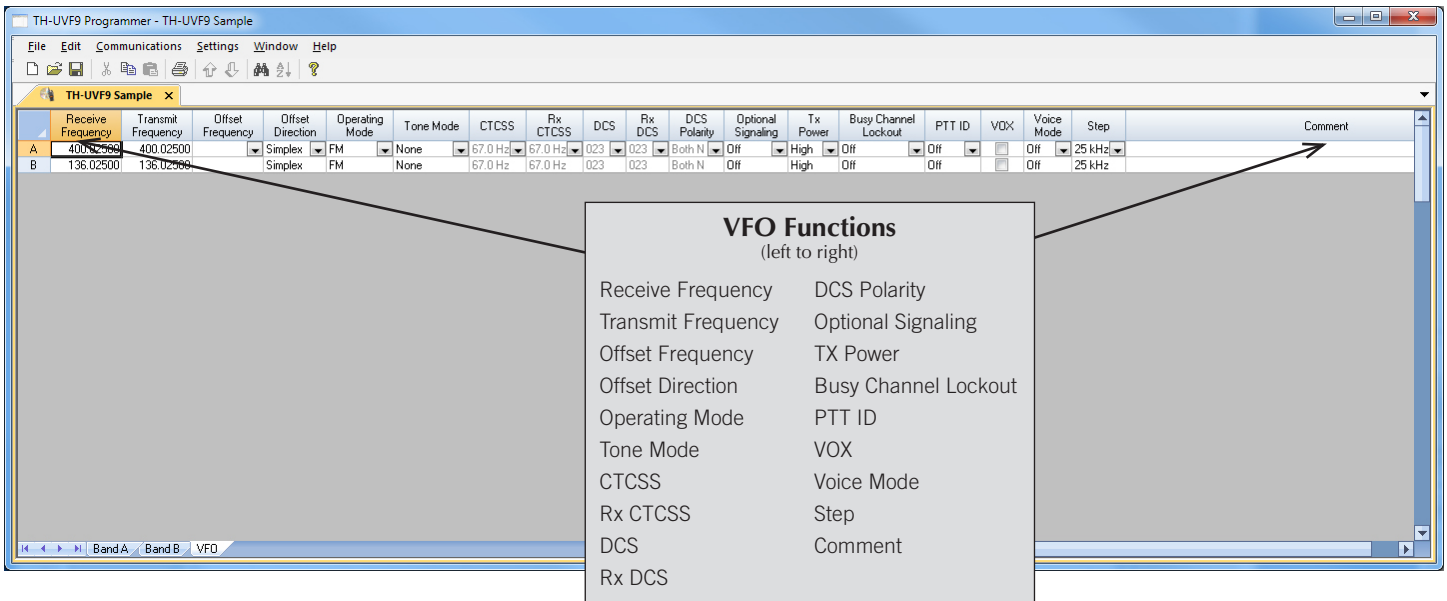 TH-UVF9 Programmer - TH-UVF9 Sample
File Edit Communications Settings Window Help
TH-UVF9 Sample X
Receive Frequency Transmit Frequency Offset Frequency Offset Direction Operating Mode Tone Mode CTCSS Rx CTCSS DCS Rx DCS DCS Polarity Optional Signaling Tx Power Busy Channel Lockout PTT ID VOX Voice Mode Step Comment
A 400.02500 400.02500 Simplex FM None 67.0 Hz 67.0 Hz 023 023 Both N Off High Off Off Off 25 kHz
B 136.02500 136.02500 Simplex FM None 67.0 Hz 67.0 Hz 023 023 Both N Off High Off Off Off 25 kHz
VFO Functions
(left to right)
Receive Frequency
Transmit Frequency
Offset Frequency
Offset Direction
Operating Mode
Tone Mode
CTCSS
Rx CTCSS
DCS
Rx DCS
DCS Polarity
Optional Signaling
TX Power
Busy Channel Lockout
PTT ID
VOX
Voice Mode
Step
Comment
Band A Band B VFO